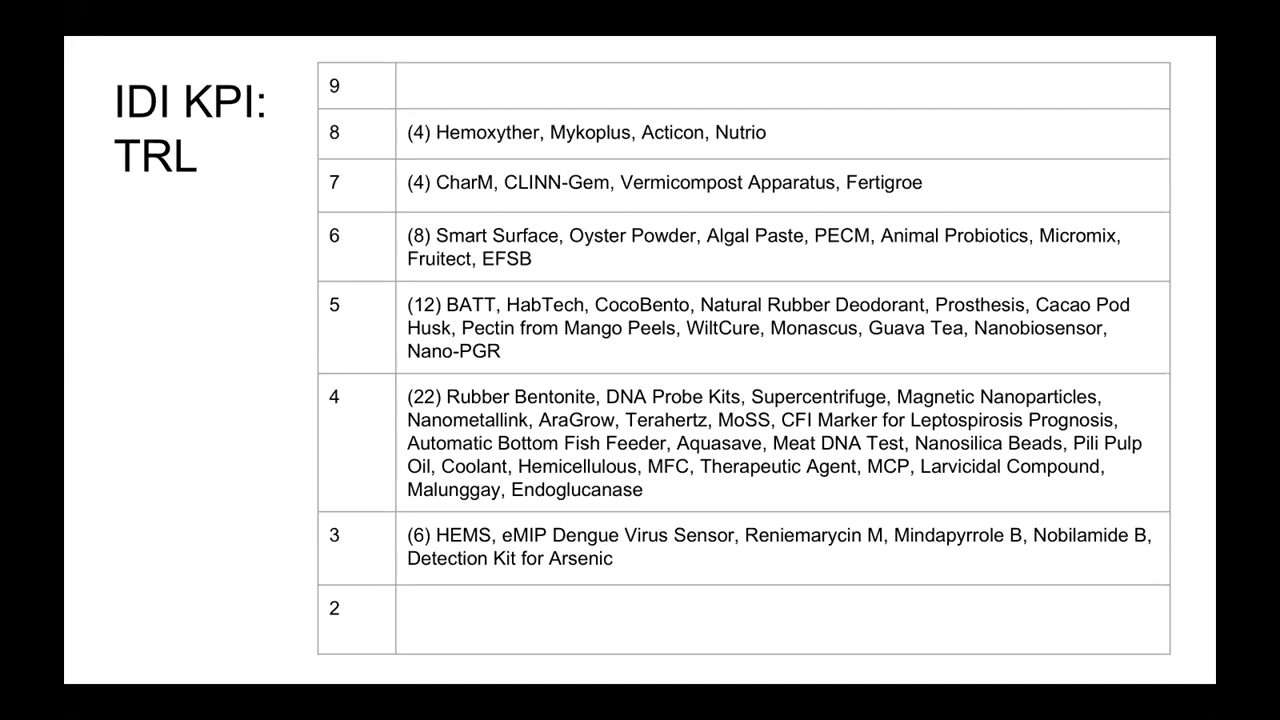 IDI KPI:
TRL
9
8 (4) Hemoxyther, Mykoplus, Acticon, Nutrio
7 (4) CharM, CLINN-Gem, Vermicompost Apparatus, Fertigroe
6 (8) Smart Surface, Oyster Powder, Algal Paste, PECM, Animal Probiotics, Micromix,
Fruitect, EFSB
5 (12) BATT, HabTech, CocoBento, Natural Rubber Deodorant, Prosthesis, Cacao Pod
Husk, Pectin from Mango Peels, WiltCure, Monascus, Guava Tea, Nanobiosensor,
Nano-PGR
4 (22) Rubber Bentonite, DNA Probe Kits, Supercentrifuge, Magnetic Nanoparticles,
Nanometallink, AraGrow, Terahertz, MoSS, CFI Marker for Leptospirosis Prognosis,
Automatic Bottom Fish Feeder, Aquasave, Meat DNA Test, Nanosilica Beads, Pili Pulp
Oil, Coolant, Hemicellulous, MFC, Therapeutic Agent, MCP, Larvicidal Compound,
Malunggay, Endoglucanase
3 (6) HEMS, eMIP Dengue Virus Sensor, Reniemarycin M, Mindapyrrole B, Nobilamide B,
Detection Kit for Arsenic
2